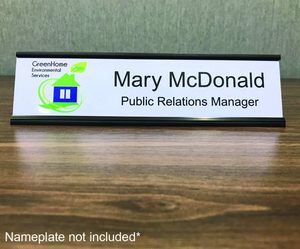 GreenHome
Environmental
Services
Mary McDonald
Public Relations Manager
Nameplate not included*